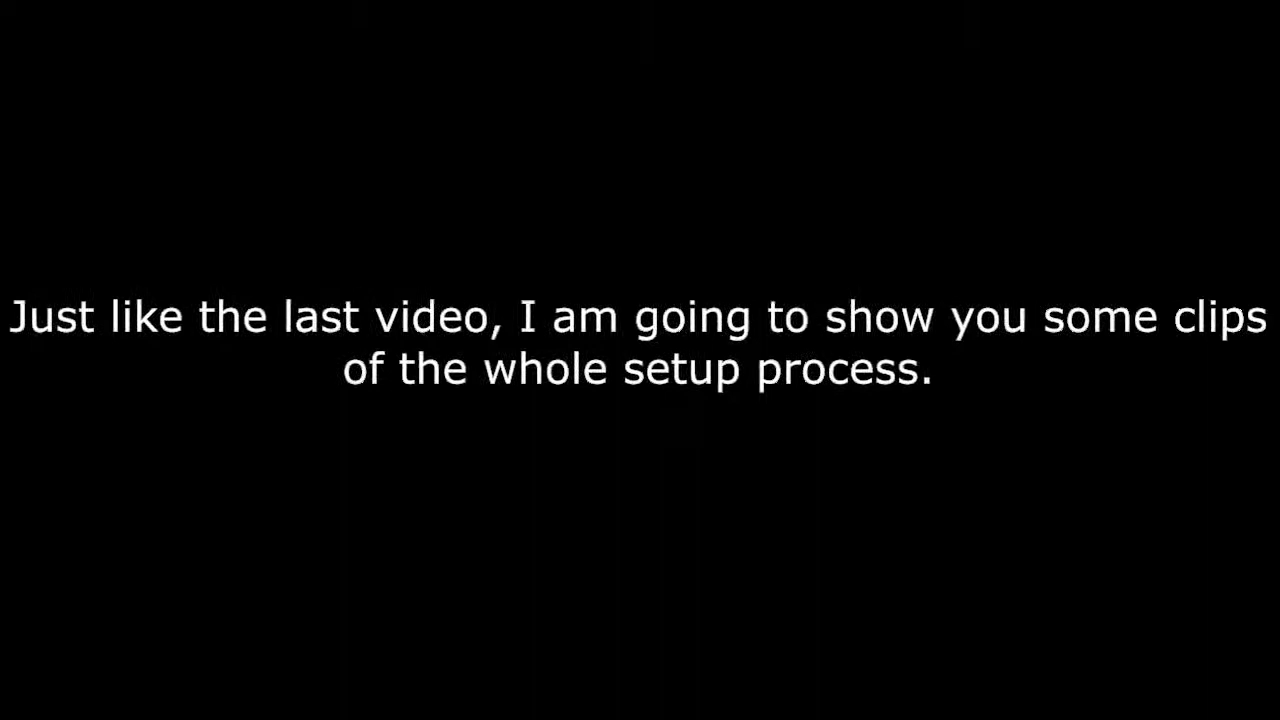 Just like the last video, I am going to show you some clips
of the whole setup process.